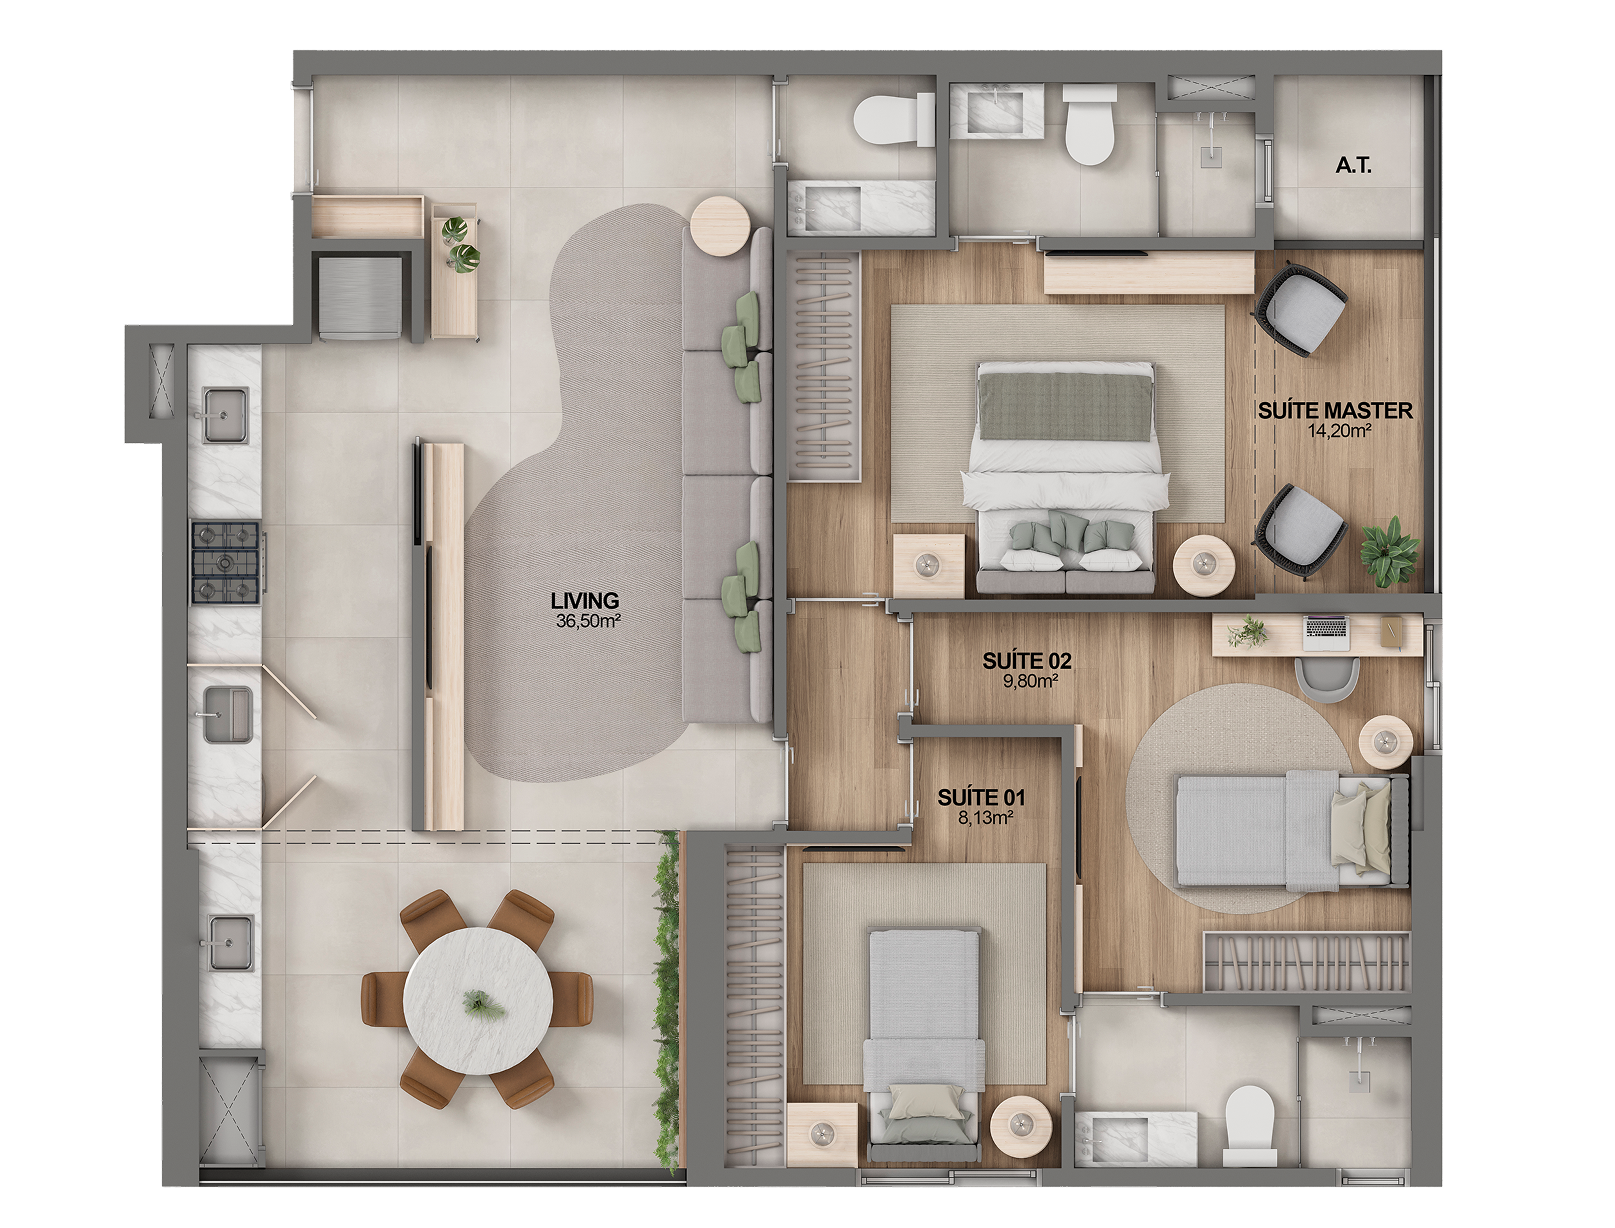 A.T.
SUÍTE MASTER
14,20m²
LIVING
36,50m²
SUÍTE 02
9,80m²
SUÍTE 01
8,13m²